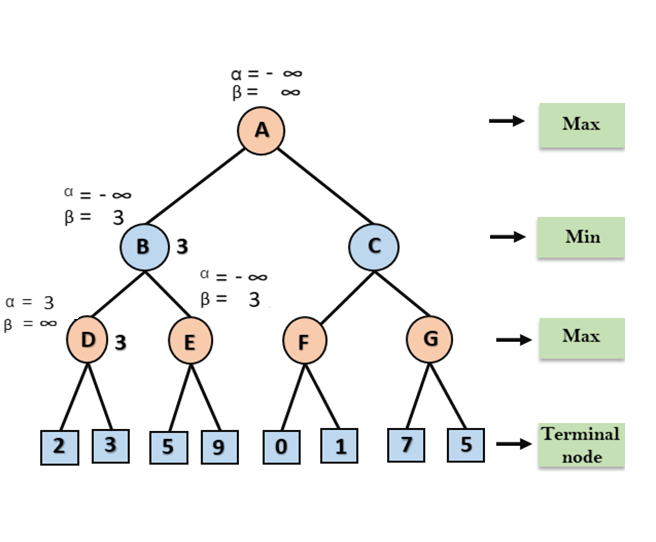 α = - ∞
β = ∞
A
Max
α = - ∞
β = 3
B 3
C
Min
α = - ∞
β = 3
α = 3
β = ∞
D 3
E
F
G
Max
2
3
5
9
0
1
7
5
Terminal
node